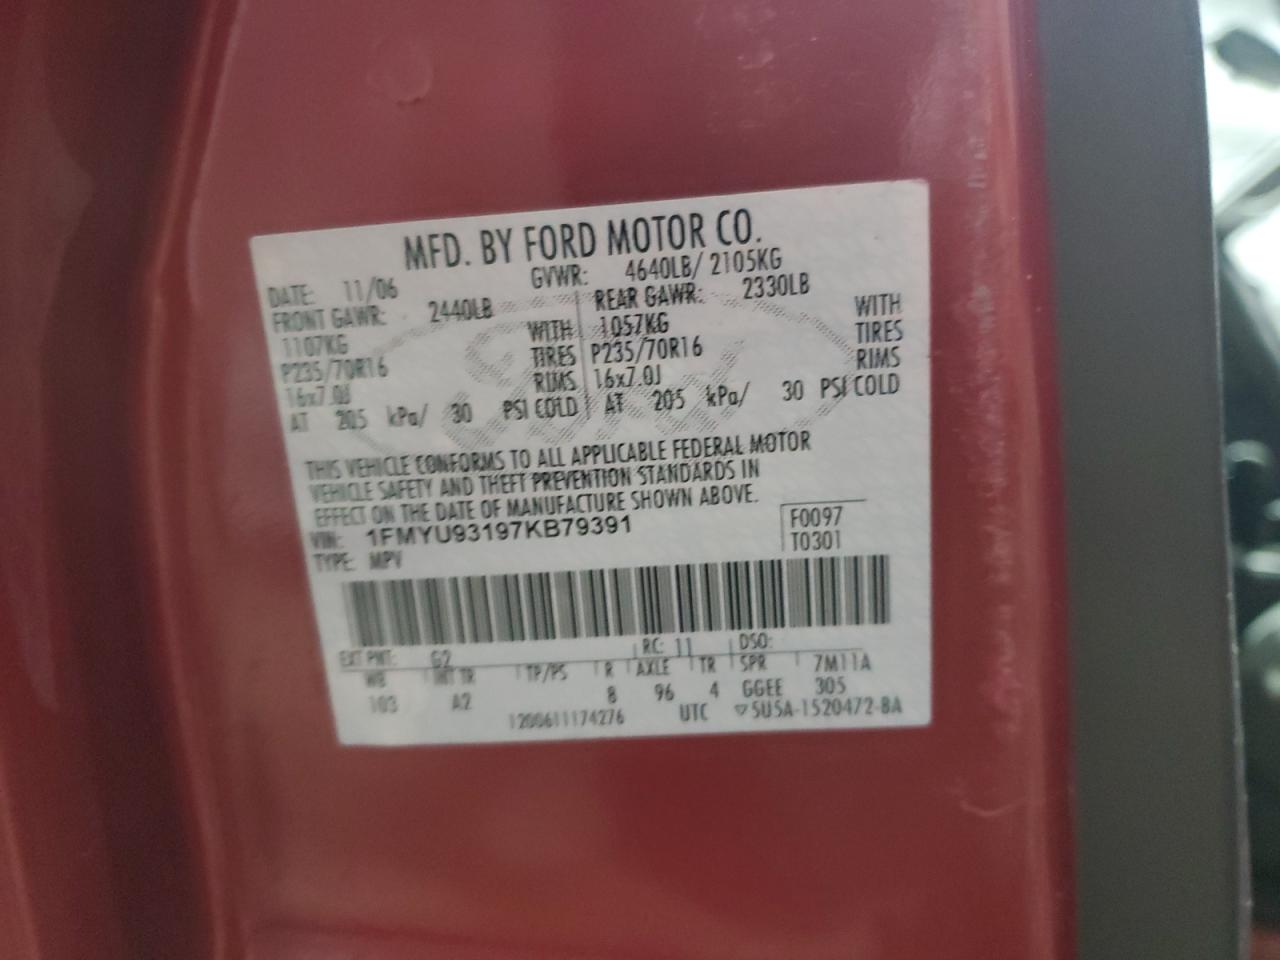 MFD. BY FORD MOTOR CO.
DATE: 11/06 GVWR: 4640LB/ 2105KG
FRONT GAWR: 2440LB REAR GAWR: 2330LB
1107KG WITH 1057KG WITH
P235/70R16 TIRES P235/70R16 TIRES
16x7.0J RIMS 16x7.0J RIMS
AT 205 kPa/ 30 PSI COLD AT 205 kPa/ 30 PSI COLD
THIS VEHICLE CONFORMS TO ALL APPLICABLE FEDERAL MOTOR
VEHICLE SAFETY AND THEFT PREVENTION STANDARDS IN
EFFECT ON THE DATE OF MANUFACTURE SHOWN ABOVE.
VIN: 1FMYU93197KB79391 F0097
TYPE: MPV T0301
EXT PNT: G2 RC: 11 DSO:
WB INT TR TP/PS R AXLE TR SPR 7M11A
103 A2 8 96 4 GGEE 305
1200611174276 UTC ▽5U5A-1520472-BA